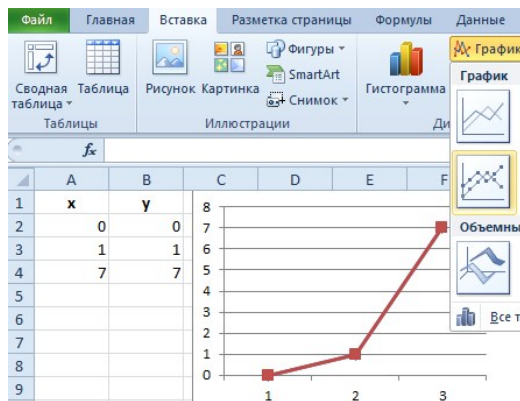 Файл Главная Вставка Разметка страницы Формулы Данные
Сводная таблица Таблица Рисунок Картинка Фигуры SmartArt Снимок Гистограмма График
Таблицы Иллюстрации Ди
График
Объемны
Все т
fx
A B C D E F
1 x y
2 0 0
3 1 1
4 7 7
5
6
7
8
9
8
7
6
5
4
3
2
1
0
1 2 3